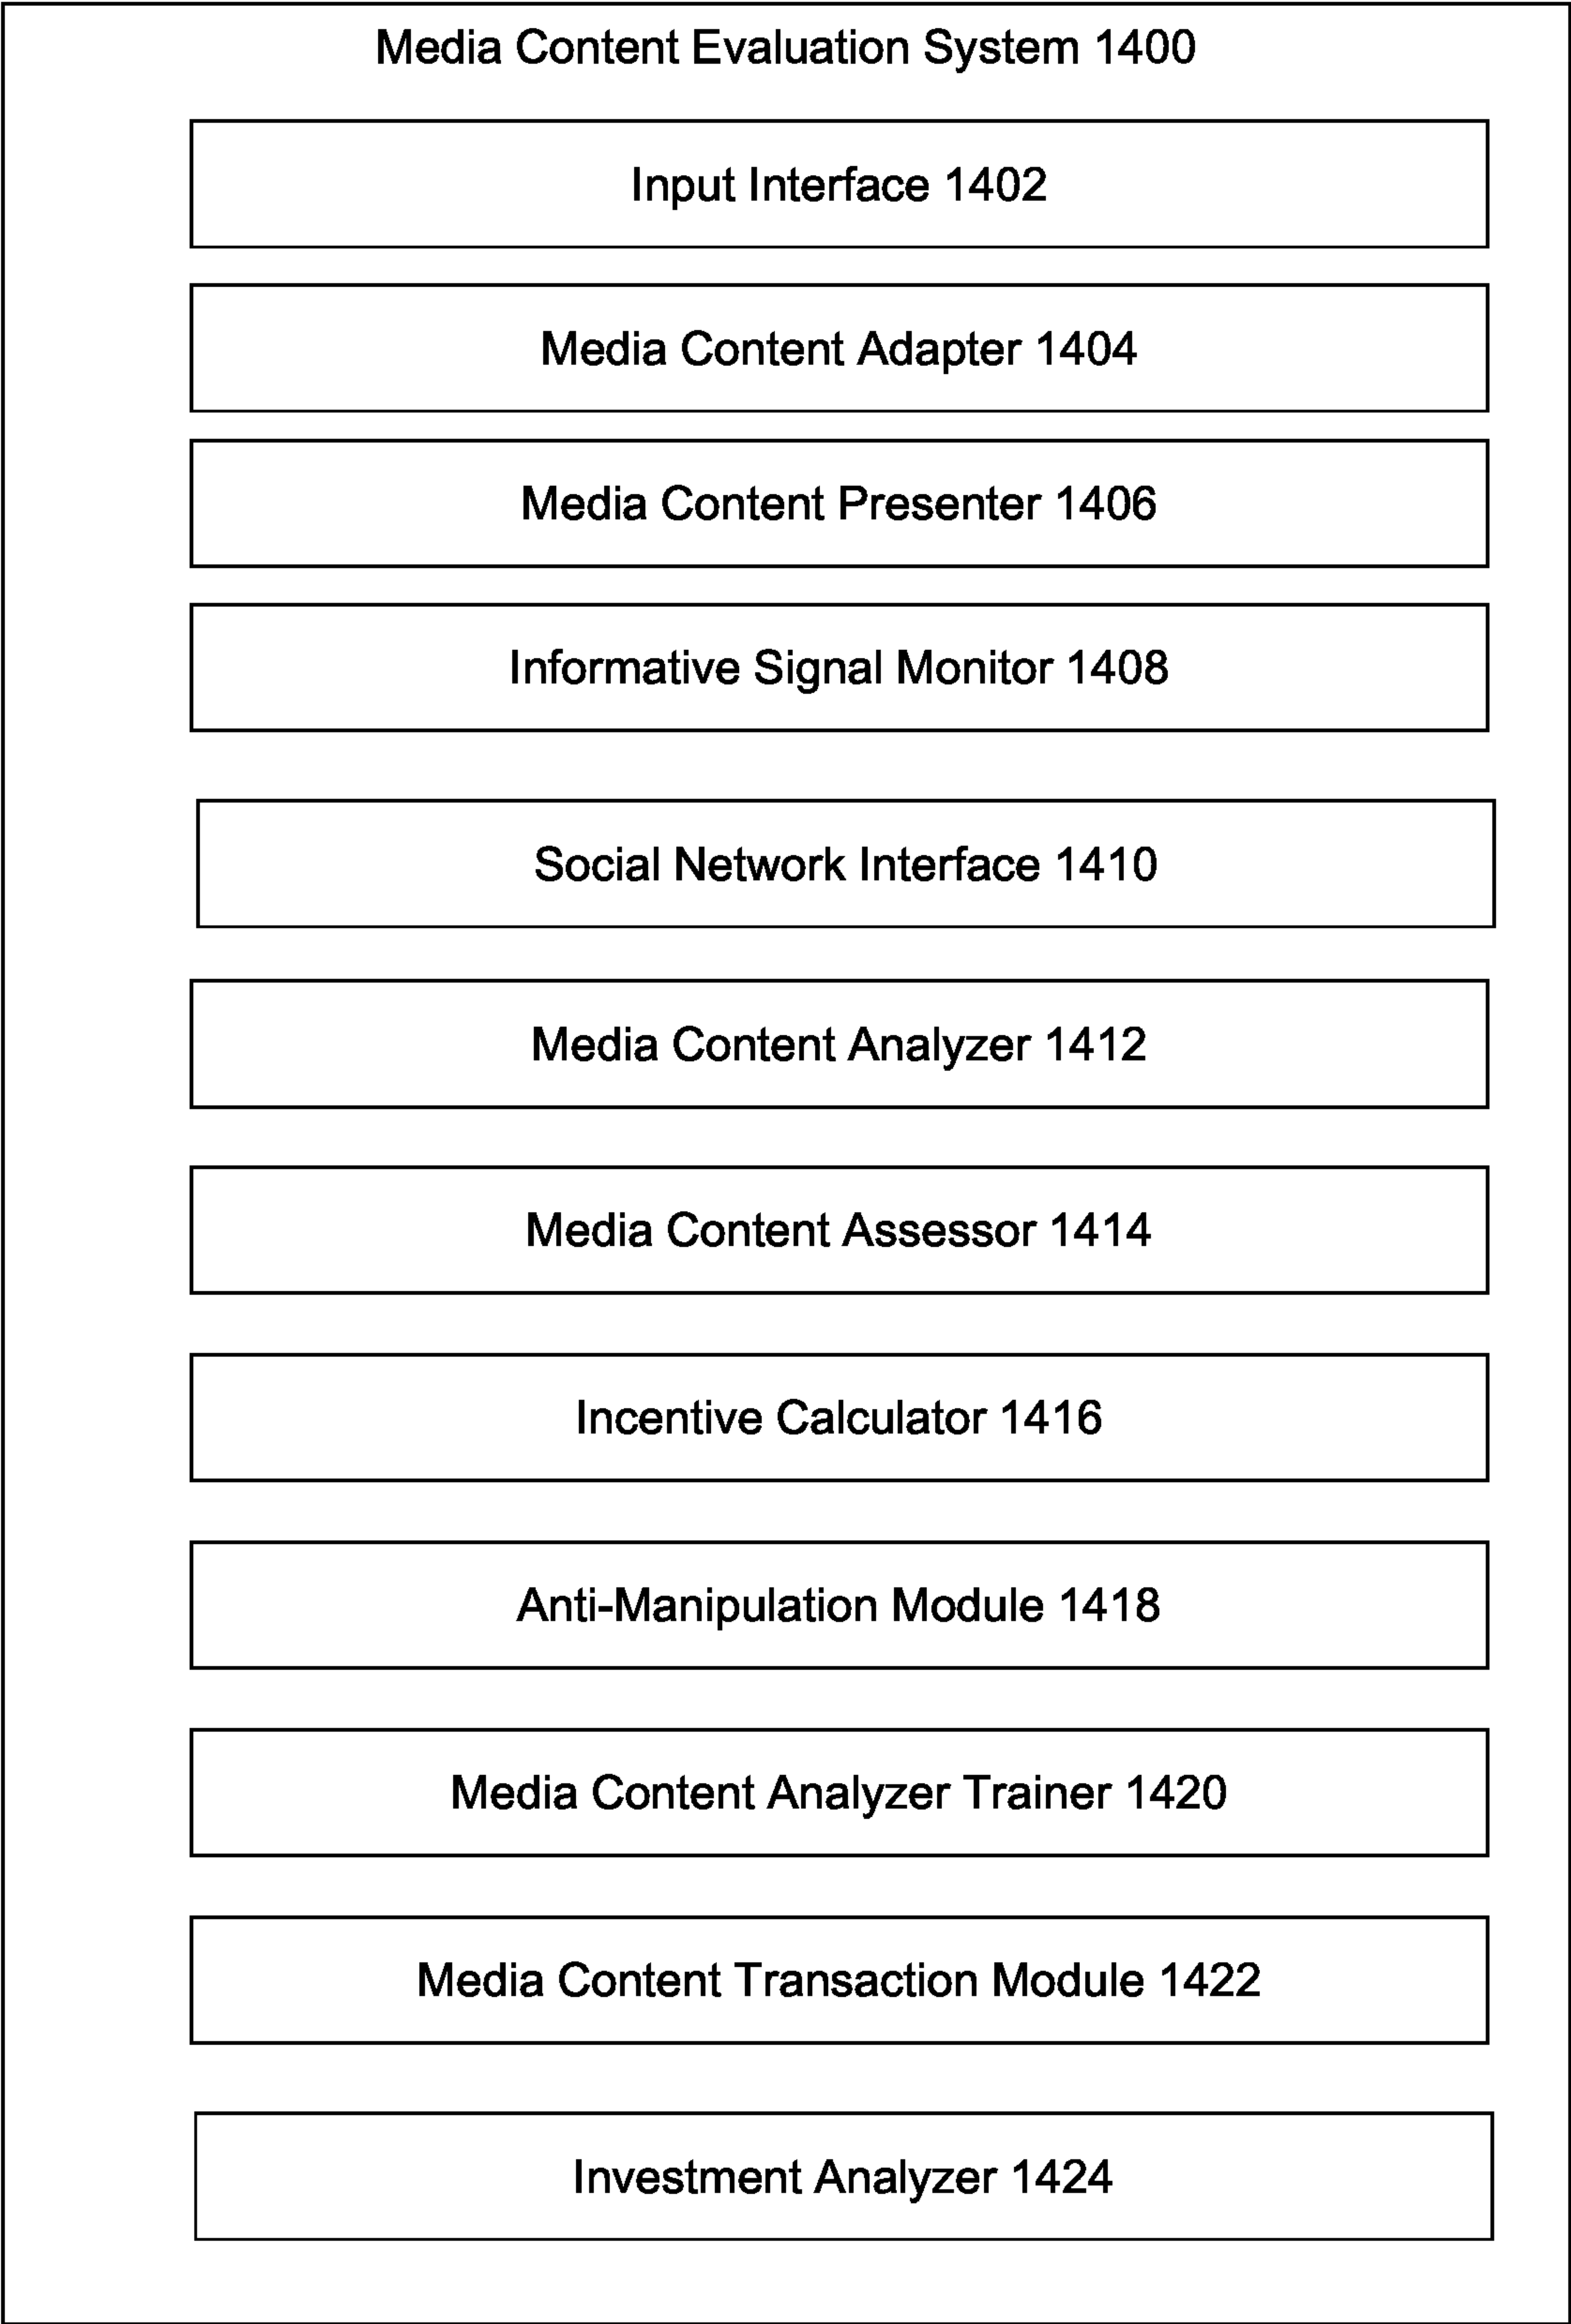 Media Content Evaluation System 1400
Input Interface 1402
Media Content Adapter 1404
Media Content Presenter 1406
Informative Signal Monitor 1408
Social Network Interface 1410
Media Content Analyzer 1412
Media Content Assessor 1414
Incentive Calculator 1416
Anti-Manipulation Module 1418
Media Content Analyzer Trainer 1420
Media Content Transaction Module 1422
Investment Analyzer 1424